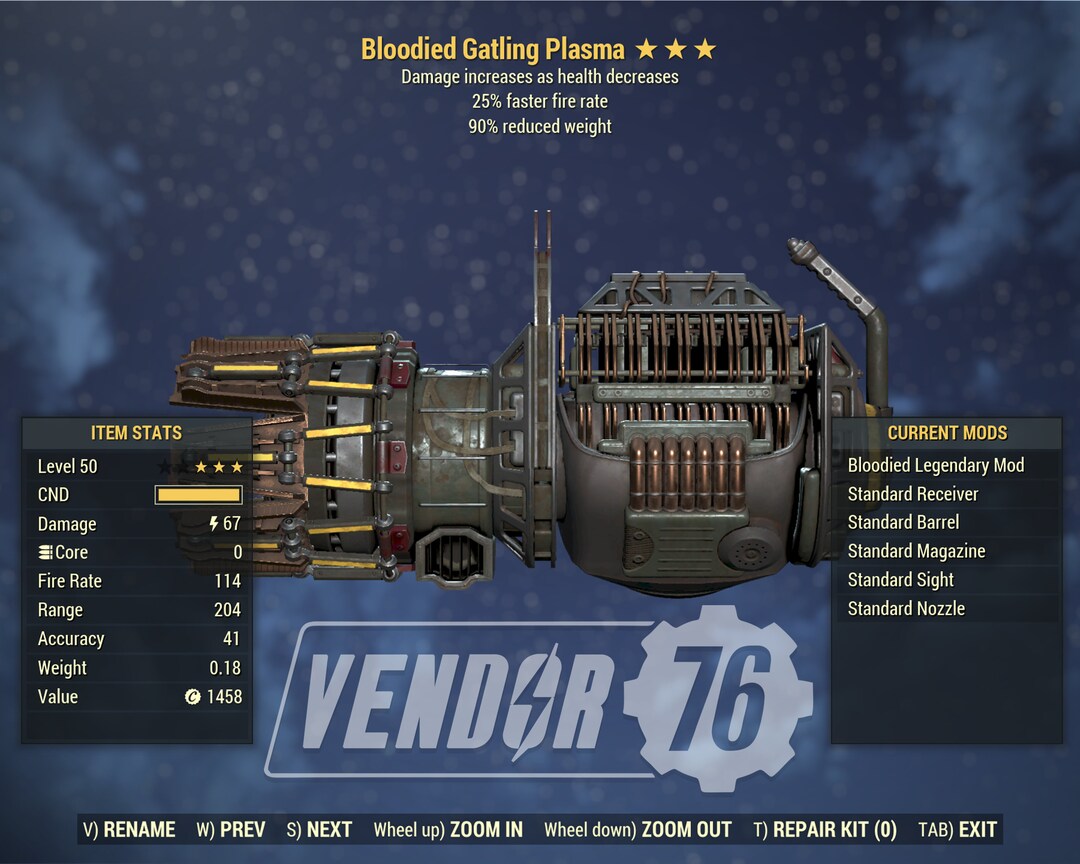 Bloodied Gatling Plasma ★ ★ ★
Damage increases as health decreases
25% faster fire rate
90% reduced weight
ITEM STATS
Level 50 ★★★★★
CND
Damage 67
Core 0
Fire Rate 114
Range 204
Accuracy 41
Weight 0.18
Value 1458
CURRENT MODS
Bloodied Legendary Mod
Standard Receiver
Standard Barrel
Standard Magazine
Standard Sight
Standard Nozzle
VENDOR 76
V) RENAME W) PREV S) NEXT Wheel up) ZOOM IN Wheel down) ZOOM OUT T) REPAIR KIT (0) TAB) EXIT